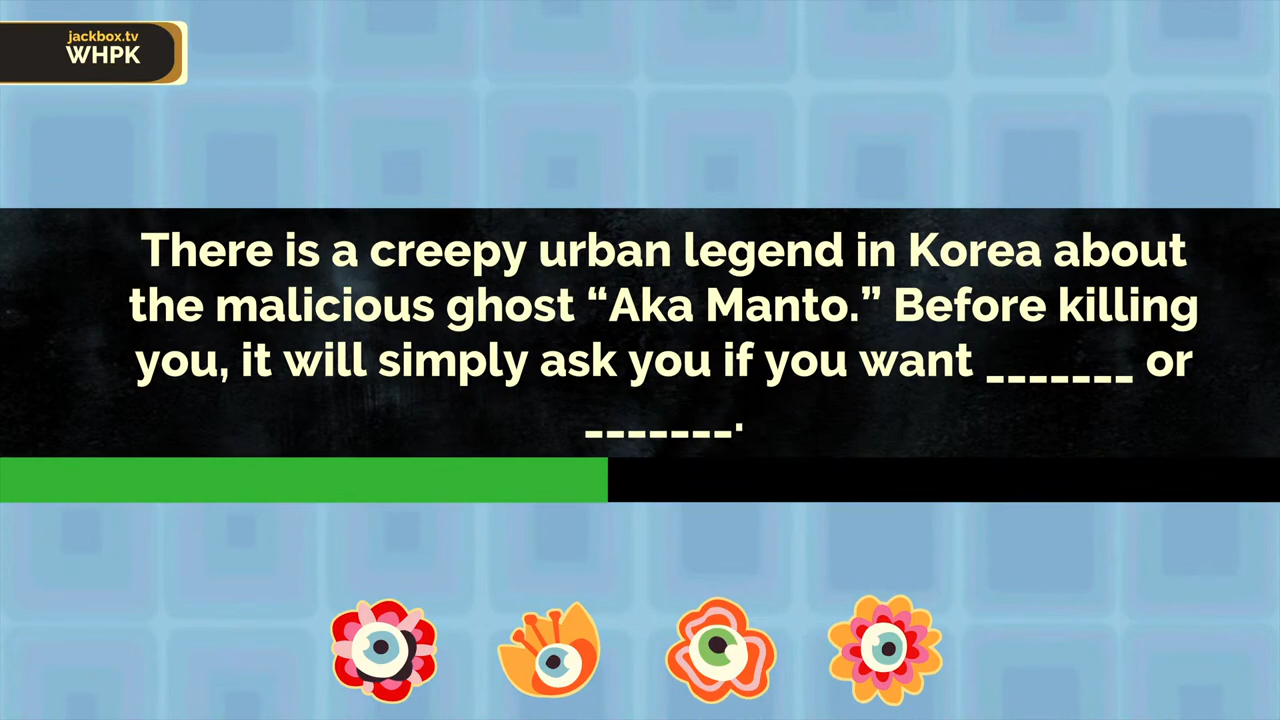 jackbox.tv
WHPK
There is a creepy urban legend in Korea about
the malicious ghost “Aka Manto.” Before killing
you, it will simply ask you if you want _______ or
_______.